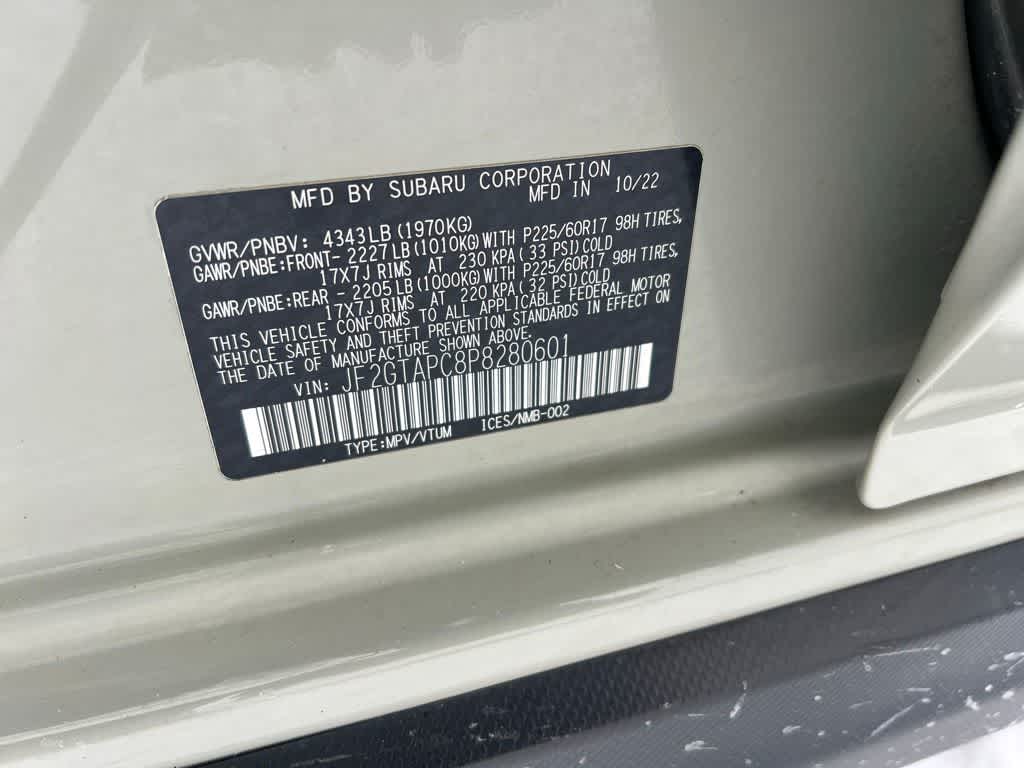 MFD BY SUBARU CORPORATION
MFD IN 10/22
GVWR/PNBV: 4343LB (1970KG)
GAWR/PNBE:FRONT- 2227LB(1010KG)WITH P225/60R17 98H TIRES,
17X7J RIMS AT 230 KPA( 33 PSI)COLD
GAWR/PNBE:REAR - 2205LB(1000KG)WITH P225/60R17 98H TIRES,
17X7J RIMS AT 220 KPA( 32 PSI)COLD
THIS VEHICLE CONFORMS TO ALL APPLICABLE FEDERAL MOTOR
VEHICLE SAFETY AND THEFT PREVENTION STANDARDS IN EFFECT ON
THE DATE OF MANUFACTURE SHOWN ABOVE.
VIN: JF2GTAPC8P8280601
TYPE:MPV/VTUM ICES/NMB-002